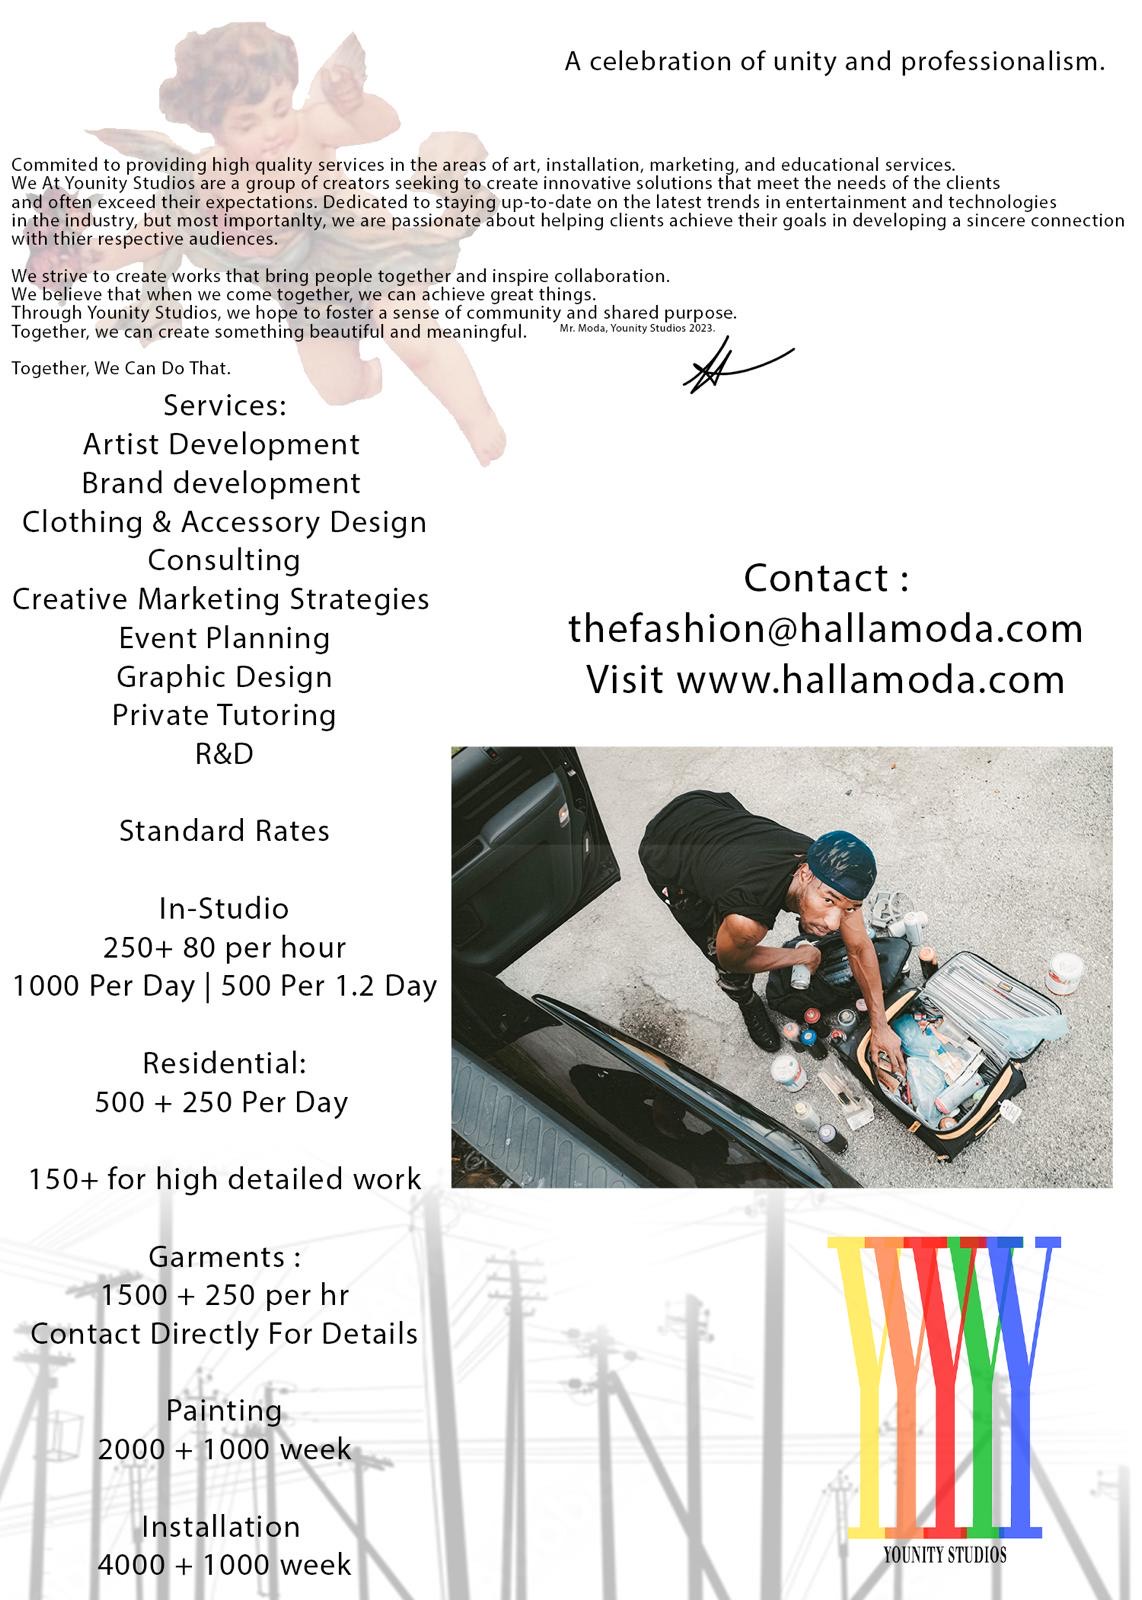 A celebration of unity and professionalism.
Commited to providing high quality services in the areas of art, installation, marketing, and educational services.
We At Younity Studios are a group of creators seeking to create innovative solutions that meet the needs of the clients
and often exceed their expectations. Dedicated to staying up-to-date on the latest trends in entertainment and technologies
in the industry, but most importanlty, we are passionate about helping clients achieve their goals in developing a sincere connection
with thier respective audiences.
We strive to create works that bring people together and inspire collaboration.
We believe that when we come together, we can achieve great things.
Through Younity Studios, we hope to foster a sense of community and shared purpose.
Together, we can create something beautiful and meaningful.
Mr. Moda, Younity Studios 2023.
Together, We Can Do That.
Services:
Artist Development
Brand development
Clothing & Accessory Design
Consulting
Creative Marketing Strategies
Event Planning
Graphic Design
Private Tutoring
R&D
Standard Rates
In-Studio
250+ 80 per hour
1000 Per Day | 500 Per 1.2 Day
Residential:
500 + 250 Per Day
150+ for high detailed work
Garments :
1500 + 250 per hr
Contact Directly For Details
Painting
2000 + 1000 week
Installation
4000 + 1000 week
Contact :
thefashion@hallamoda.com
Visit www.hallamoda.com
YYYYY
YOUNITY STUDIOS